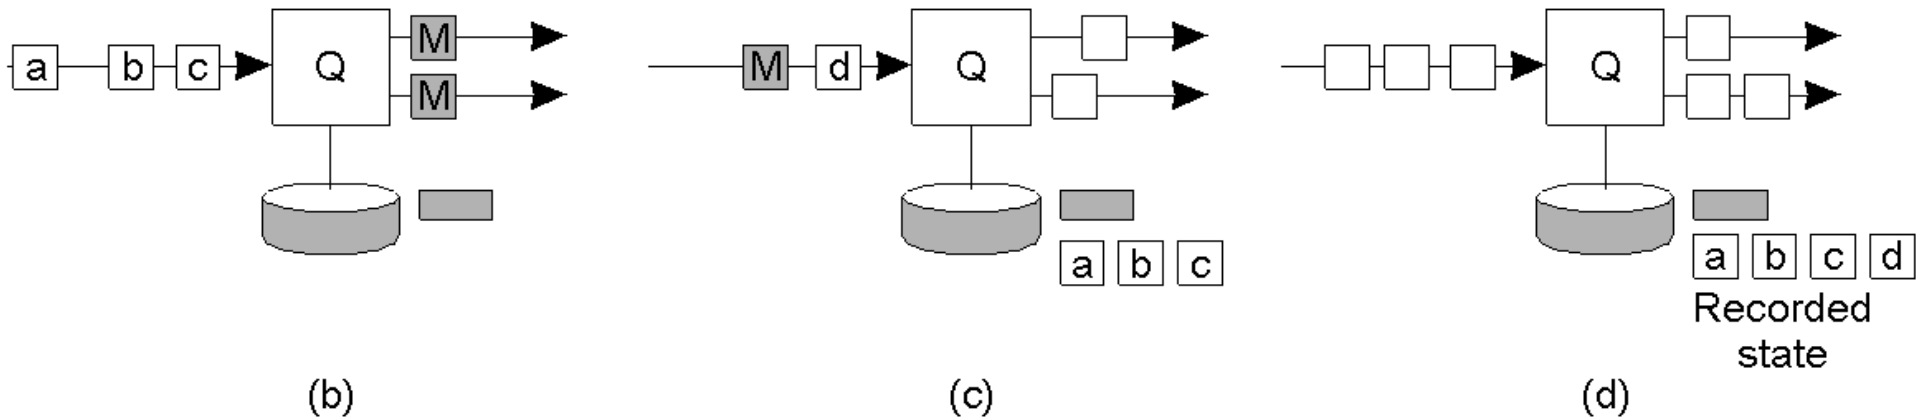 a b c Q M
M
(b)
M d Q
a b c
(c)
Q
a b c d
Recorded
state
(d)